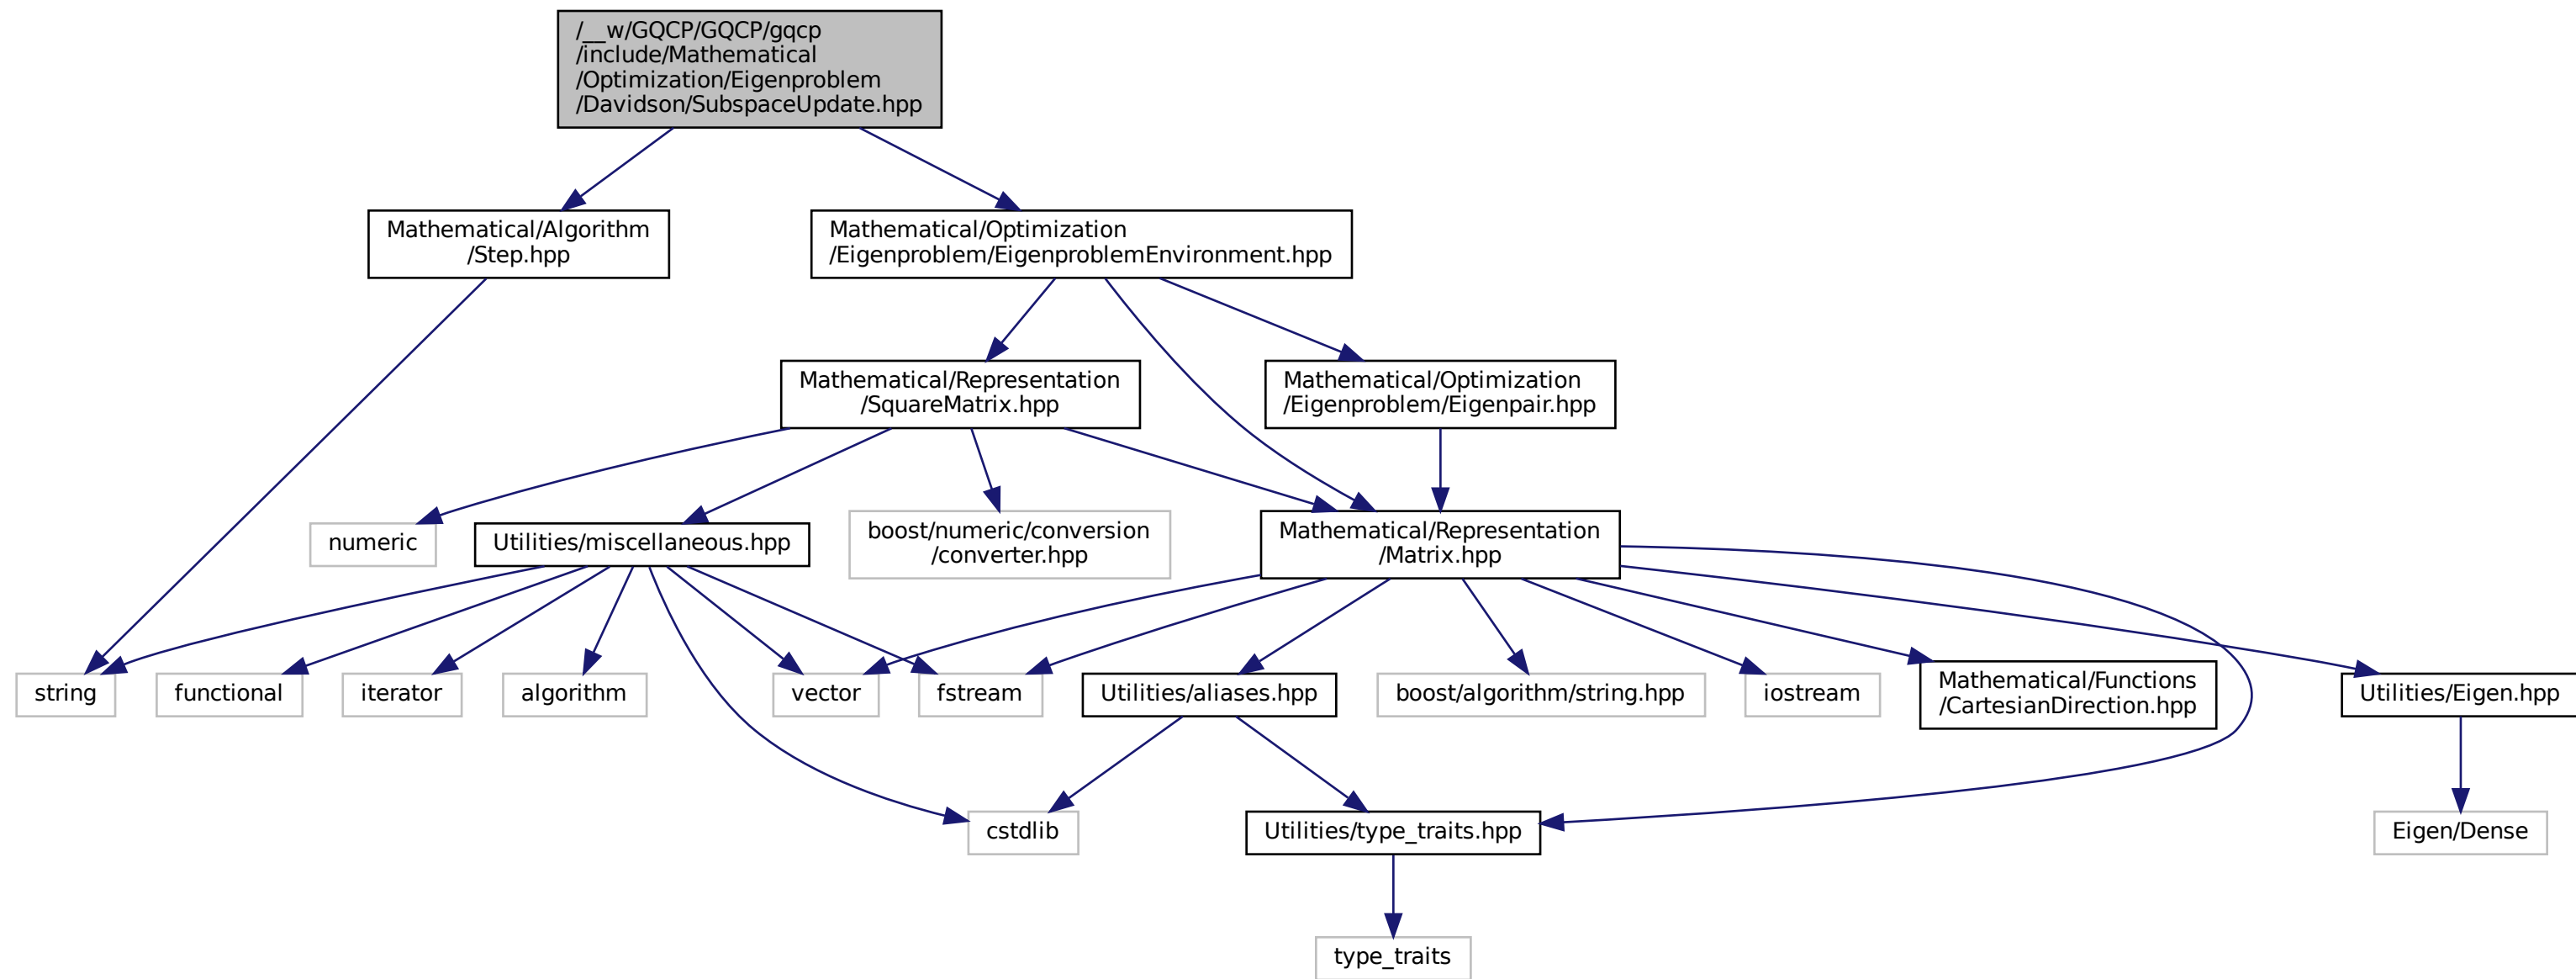 /__w/GQCP/GQCP/gqcp
/include/Mathematical
/Optimization/Eigenproblem
/Davidson/SubspaceUpdate.hpp
Mathematical/Algorithm
/Step.hpp
Mathematical/Optimization
/Eigenproblem/EigenproblemEnvironment.hpp
Mathematical/Representation
/SquareMatrix.hpp
Mathematical/Optimization
/Eigenproblem/Eigenpair.hpp
numeric
Utilities/miscellaneous.hpp
boost/numeric/conversion
/converter.hpp
Mathematical/Representation
/Matrix.hpp
string
functional
iterator
algorithm
vector
fstream
Utilities/aliases.hpp
boost/algorithm/string.hpp
iostream
Mathematical/Functions
/CartesianDirection.hpp
Utilities/Eigen.hpp
cstdlib
Utilities/type_traits.hpp
Eigen/Dense
type_traits